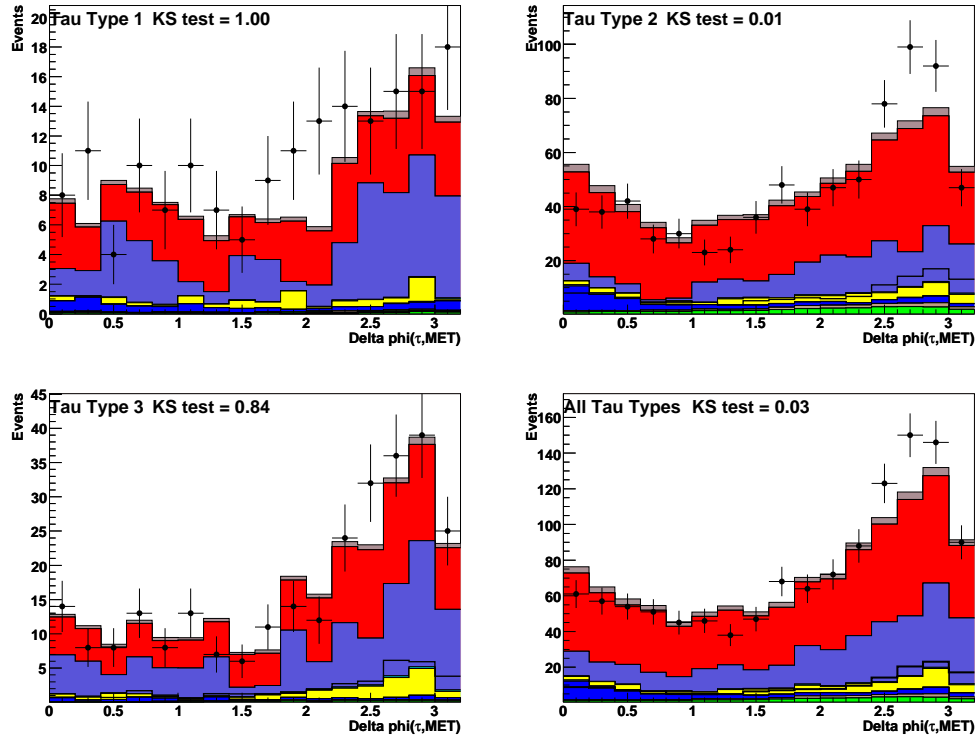 Tau Type 1 KS test = 1.00
Events
20
18
16
14
12
10
8
6
4
2
0
0 0.5 1 1.5 2 2.5 3
Delta phi(τ,MET)
Tau Type 2 KS test = 0.01
Events
100
80
60
40
20
0 0.5 1 1.5 2 2.5 3
Delta phi(τ,MET)
Tau Type 3 KS test = 0.84
Events
45
40
35
30
25
20
15
10
5
0 0.5 1 1.5 2 2.5 3
Delta phi(τ,MET)
All Tau Types KS test = 0.03
Events
160
140
120
100
80
60
40
20
0 0.5 1 1.5 2 2.5 3
Delta phi(τ,MET)